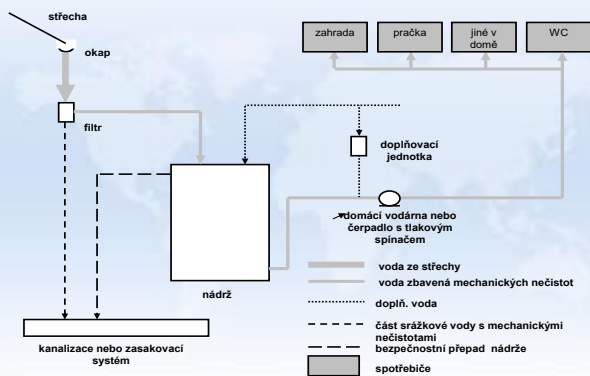 střecha
okap
filtr
zahrada
pračka
jiné v
domě
WC
doplňovací
jednotka
domácí vodárna nebo
čerpadlo s tlakovým
spínačem
nádrž
kanalizace nebo zasakovací
systém
voda ze střechy
voda zbavená mechanických nečistot
doplň. voda
část srážkové vody s mechanickými
nečistotami
bezpečnostní přepad nádrže
spotřebiče